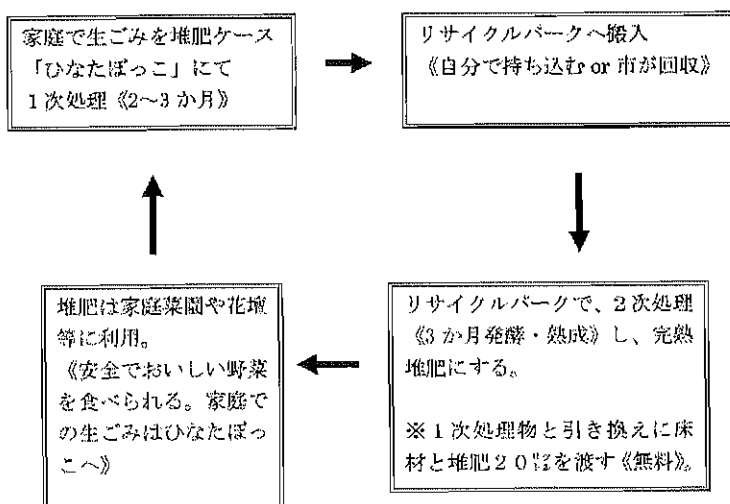 家庭で生ごみを堆肥ケース
「ひなたぼっこ」にて
1次処理《2～3か月》
リサイクルパークへ搬入
《自分で持ち込む or 市が回収》
リサイクルパークで、2次処理
《3か月発酵・熟成》し、完熟
堆肥にする。
※1次処理物と引き換えに床
材と堆肥20㍑を渡す《無料》。
堆肥は家庭菜園や花壇
等に利用。
《安全でおいしい野菜
を食べられる。家庭で
の生ごみはひなたぼっ
こへ》